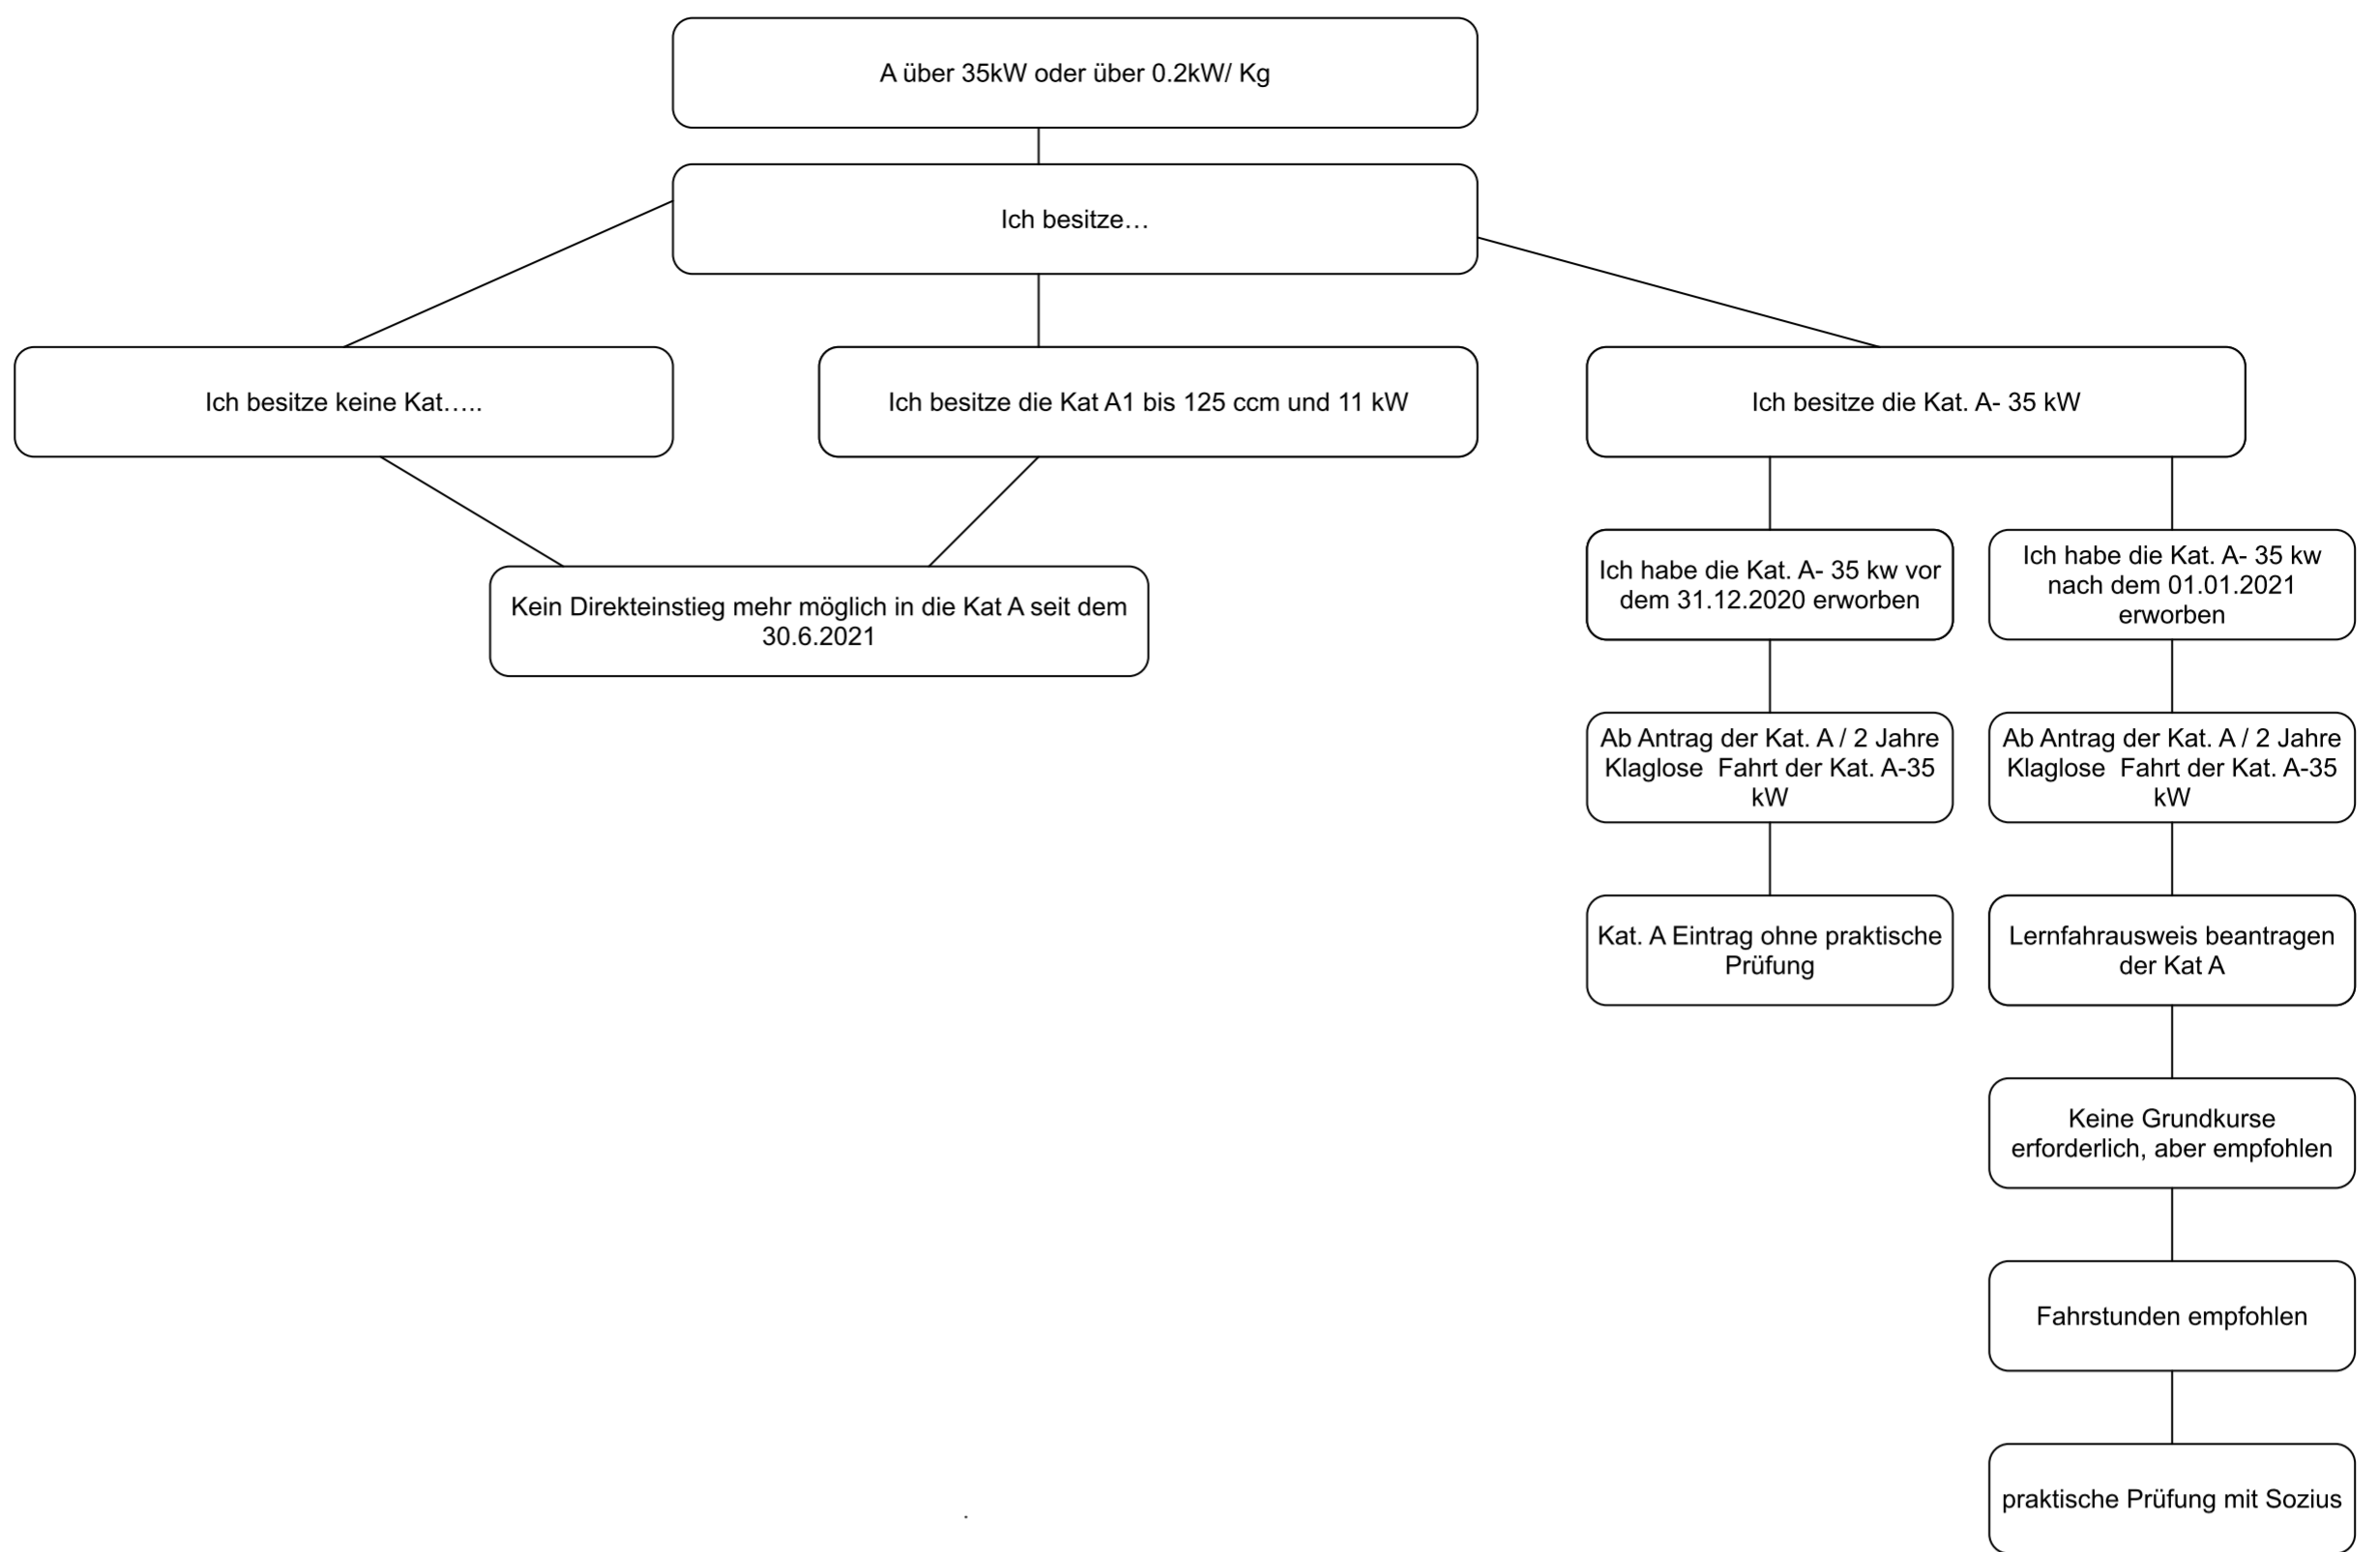 A über 35kW oder über 0.2kW/ Kg
Ich besitze…
Ich besitze keine Kat…..
Ich besitze die Kat A1 bis 125 ccm und 11 kW
Ich besitze die Kat. A- 35 kW
Kein Direkteinstieg mehr möglich in die Kat A seit dem
30.6.2021
Ich habe die Kat. A- 35 kw vor
dem 31.12.2020 erworben
Ich habe die Kat. A- 35 kw
nach dem 01.01.2021
erworben
Ab Antrag der Kat. A / 2 Jahre
Klaglose  Fahrt der Kat. A-35
kW
Ab Antrag der Kat. A / 2 Jahre
Klaglose  Fahrt der Kat. A-35
kW
Kat. A Eintrag ohne praktische
Prüfung
Lernfahrausweis beantragen
der Kat A
Keine Grundkurse
erforderlich, aber empfohlen
Fahrstunden empfohlen
praktische Prüfung mit Sozius
.